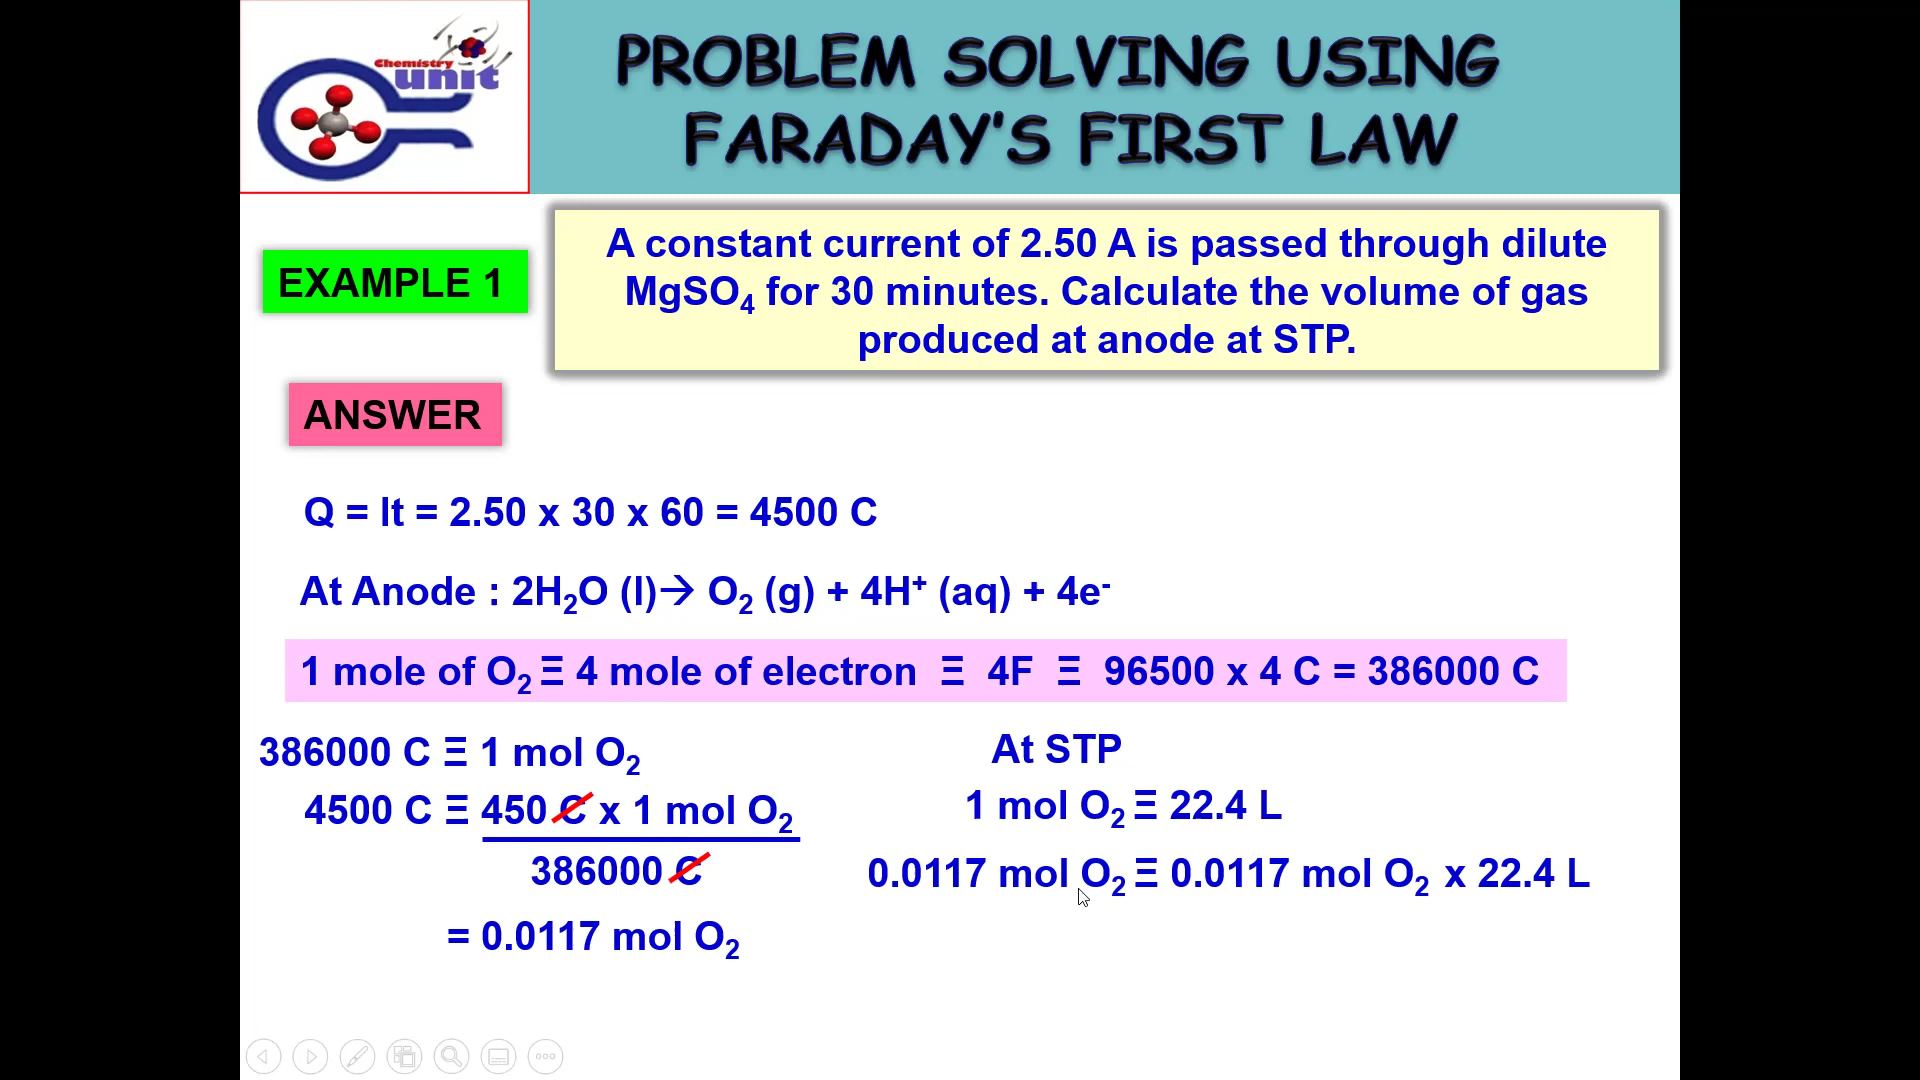 Chemistry
unit
PROBLEM SOLVING USING
FARADAY'S FIRST LAW
EXAMPLE 1
A constant current of 2.50 A is passed through dilute
MgSO₄ for 30 minutes. Calculate the volume of gas
produced at anode at STP.
ANSWER
Q = It = 2.50 x 30 x 60 = 4500 C
At Anode : 2H₂O (l)→ O₂ (g) + 4H⁺ (aq) + 4e⁻
1 mole of O₂ Ξ 4 mole of electron Ξ 4F Ξ 96500 x 4 C = 386000 C
386000 C Ξ 1 mol O₂
4500 C Ξ 450 C x 1 mol O₂
386000 C
= 0.0117 mol O₂
At STP
1 mol O₂ Ξ 22.4 L
0.0117 mol O₂ Ξ 0.0117 mol O₂ x 22.4 L